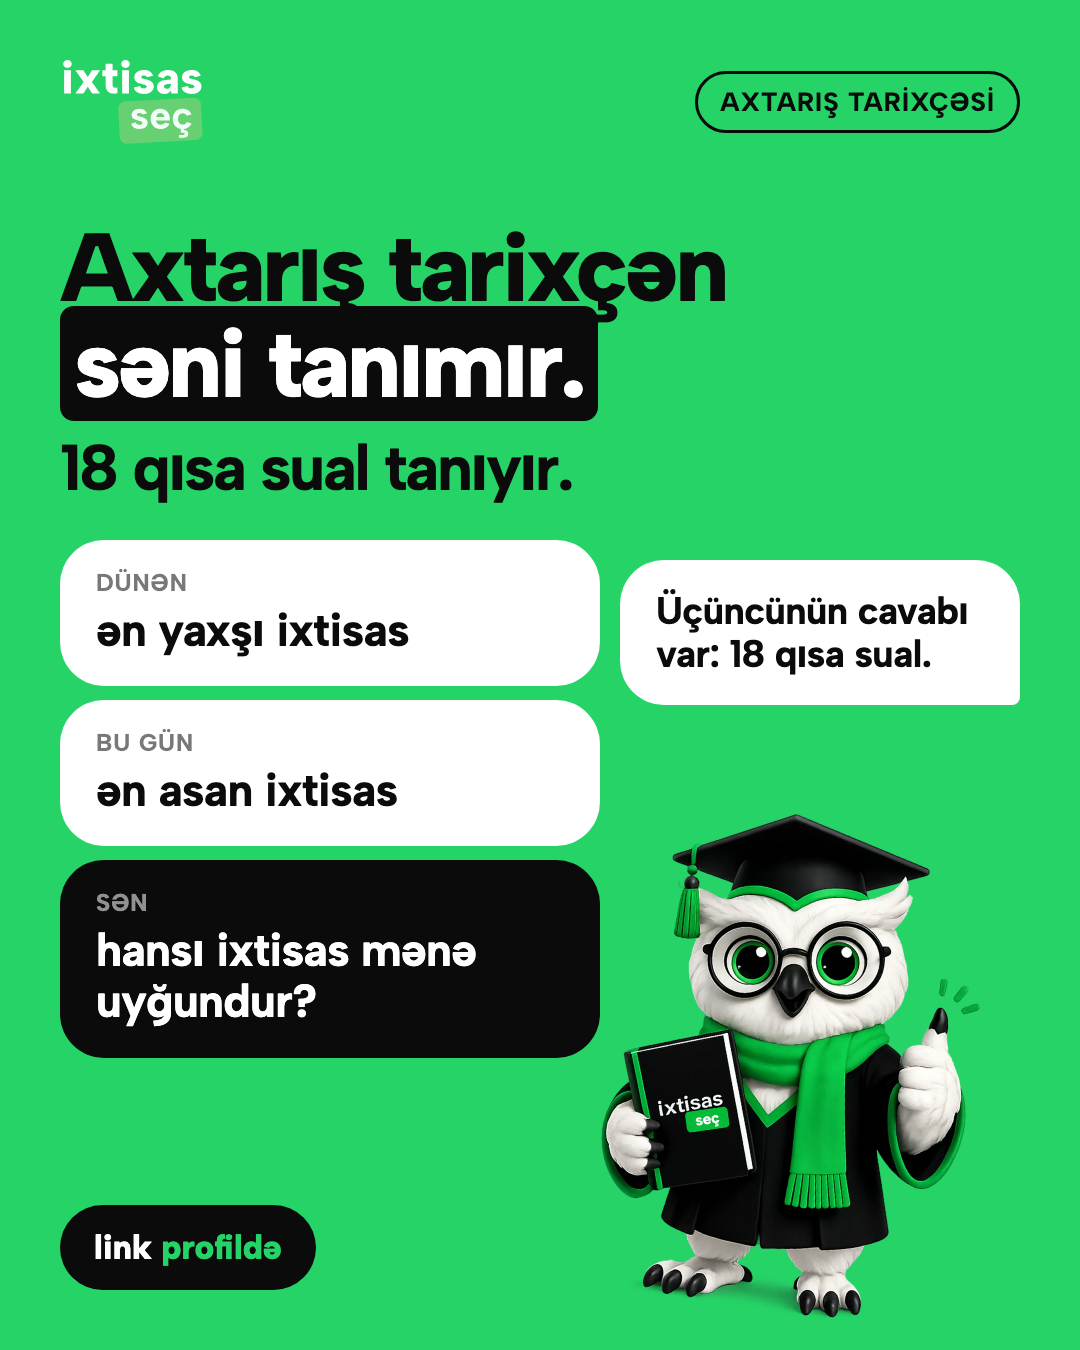 ixtisas
seç
AXTARIŞ TARİXÇƏSİ
Axtarış tarixçən
səni tanımır.
18 qısa sual tanıyır.
DÜNƏN
ən yaxşı ixtisas
Üçüncünün cavabı
var: 18 qısa sual.
BU GÜN
ən asan ixtisas
SƏN
hansı ixtisas mənə
uyğundur?
ixtisas
seç
link profildə